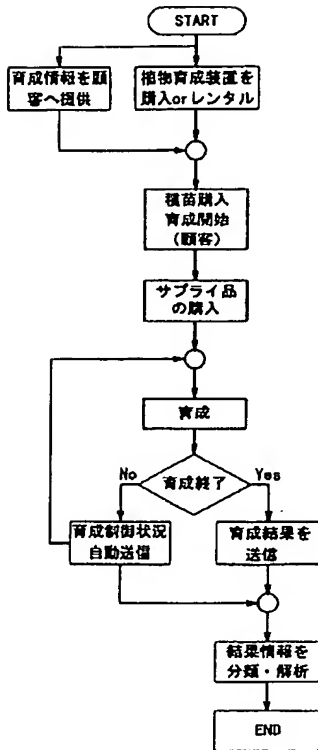 START
育成情報を顧
客へ提供
植物育成装置を
購入orレンタル
種苗購入
育成開始
(顧客)
サプライ品
の購入
育成
育成終了
No
Yes
育成制御状況
自動送信
育成結果を
送信
結果情報を
分類・解析
END